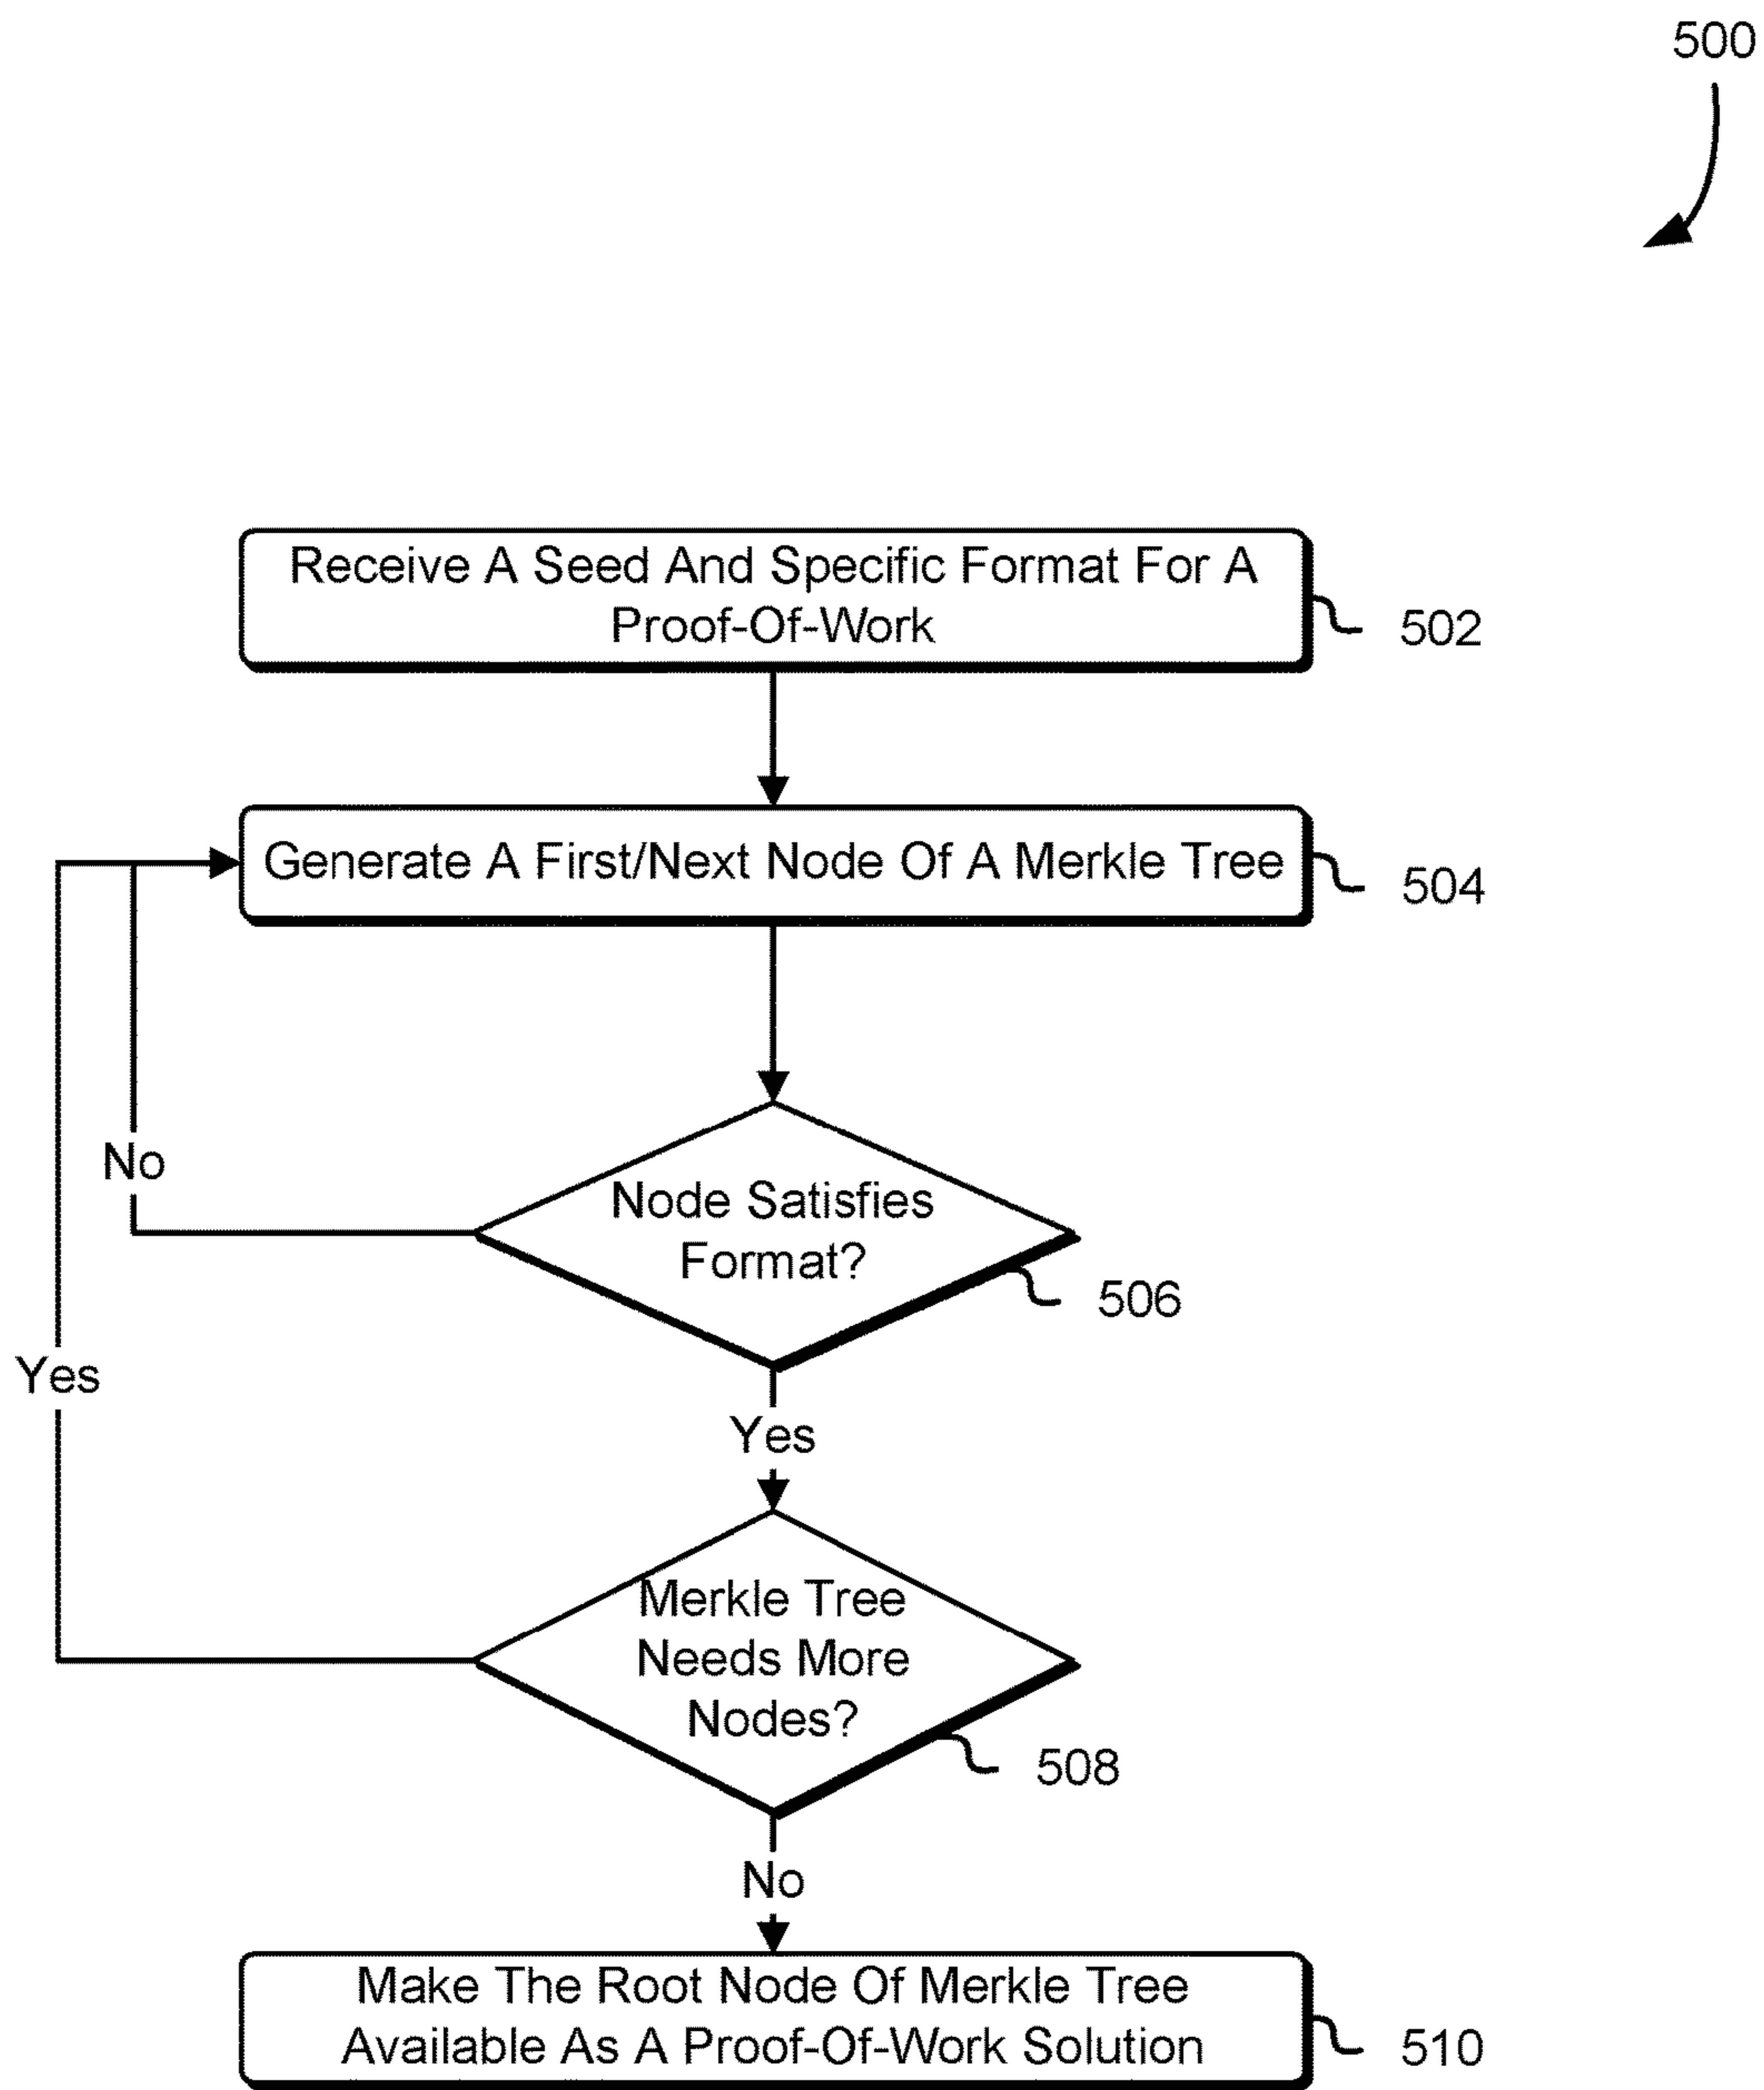 500
Receive A Seed And Specific Format For A
Proof-Of-Work
502
Generate A First/Next Node Of A Merkle Tree
504
No
Node Satisfies
Format?
506
Yes
Yes
Merkle Tree
Needs More
Nodes?
508
No
Make The Root Node Of Merkle Tree
Available As A Proof-Of-Work Solution
510